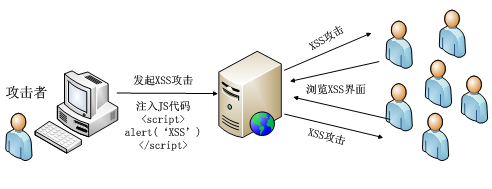 攻击者
发起XSS攻击
注入JS代码
<script>
alert(‘XSS’)
</script>
XSS攻击
浏览XSS界面
XSS攻击